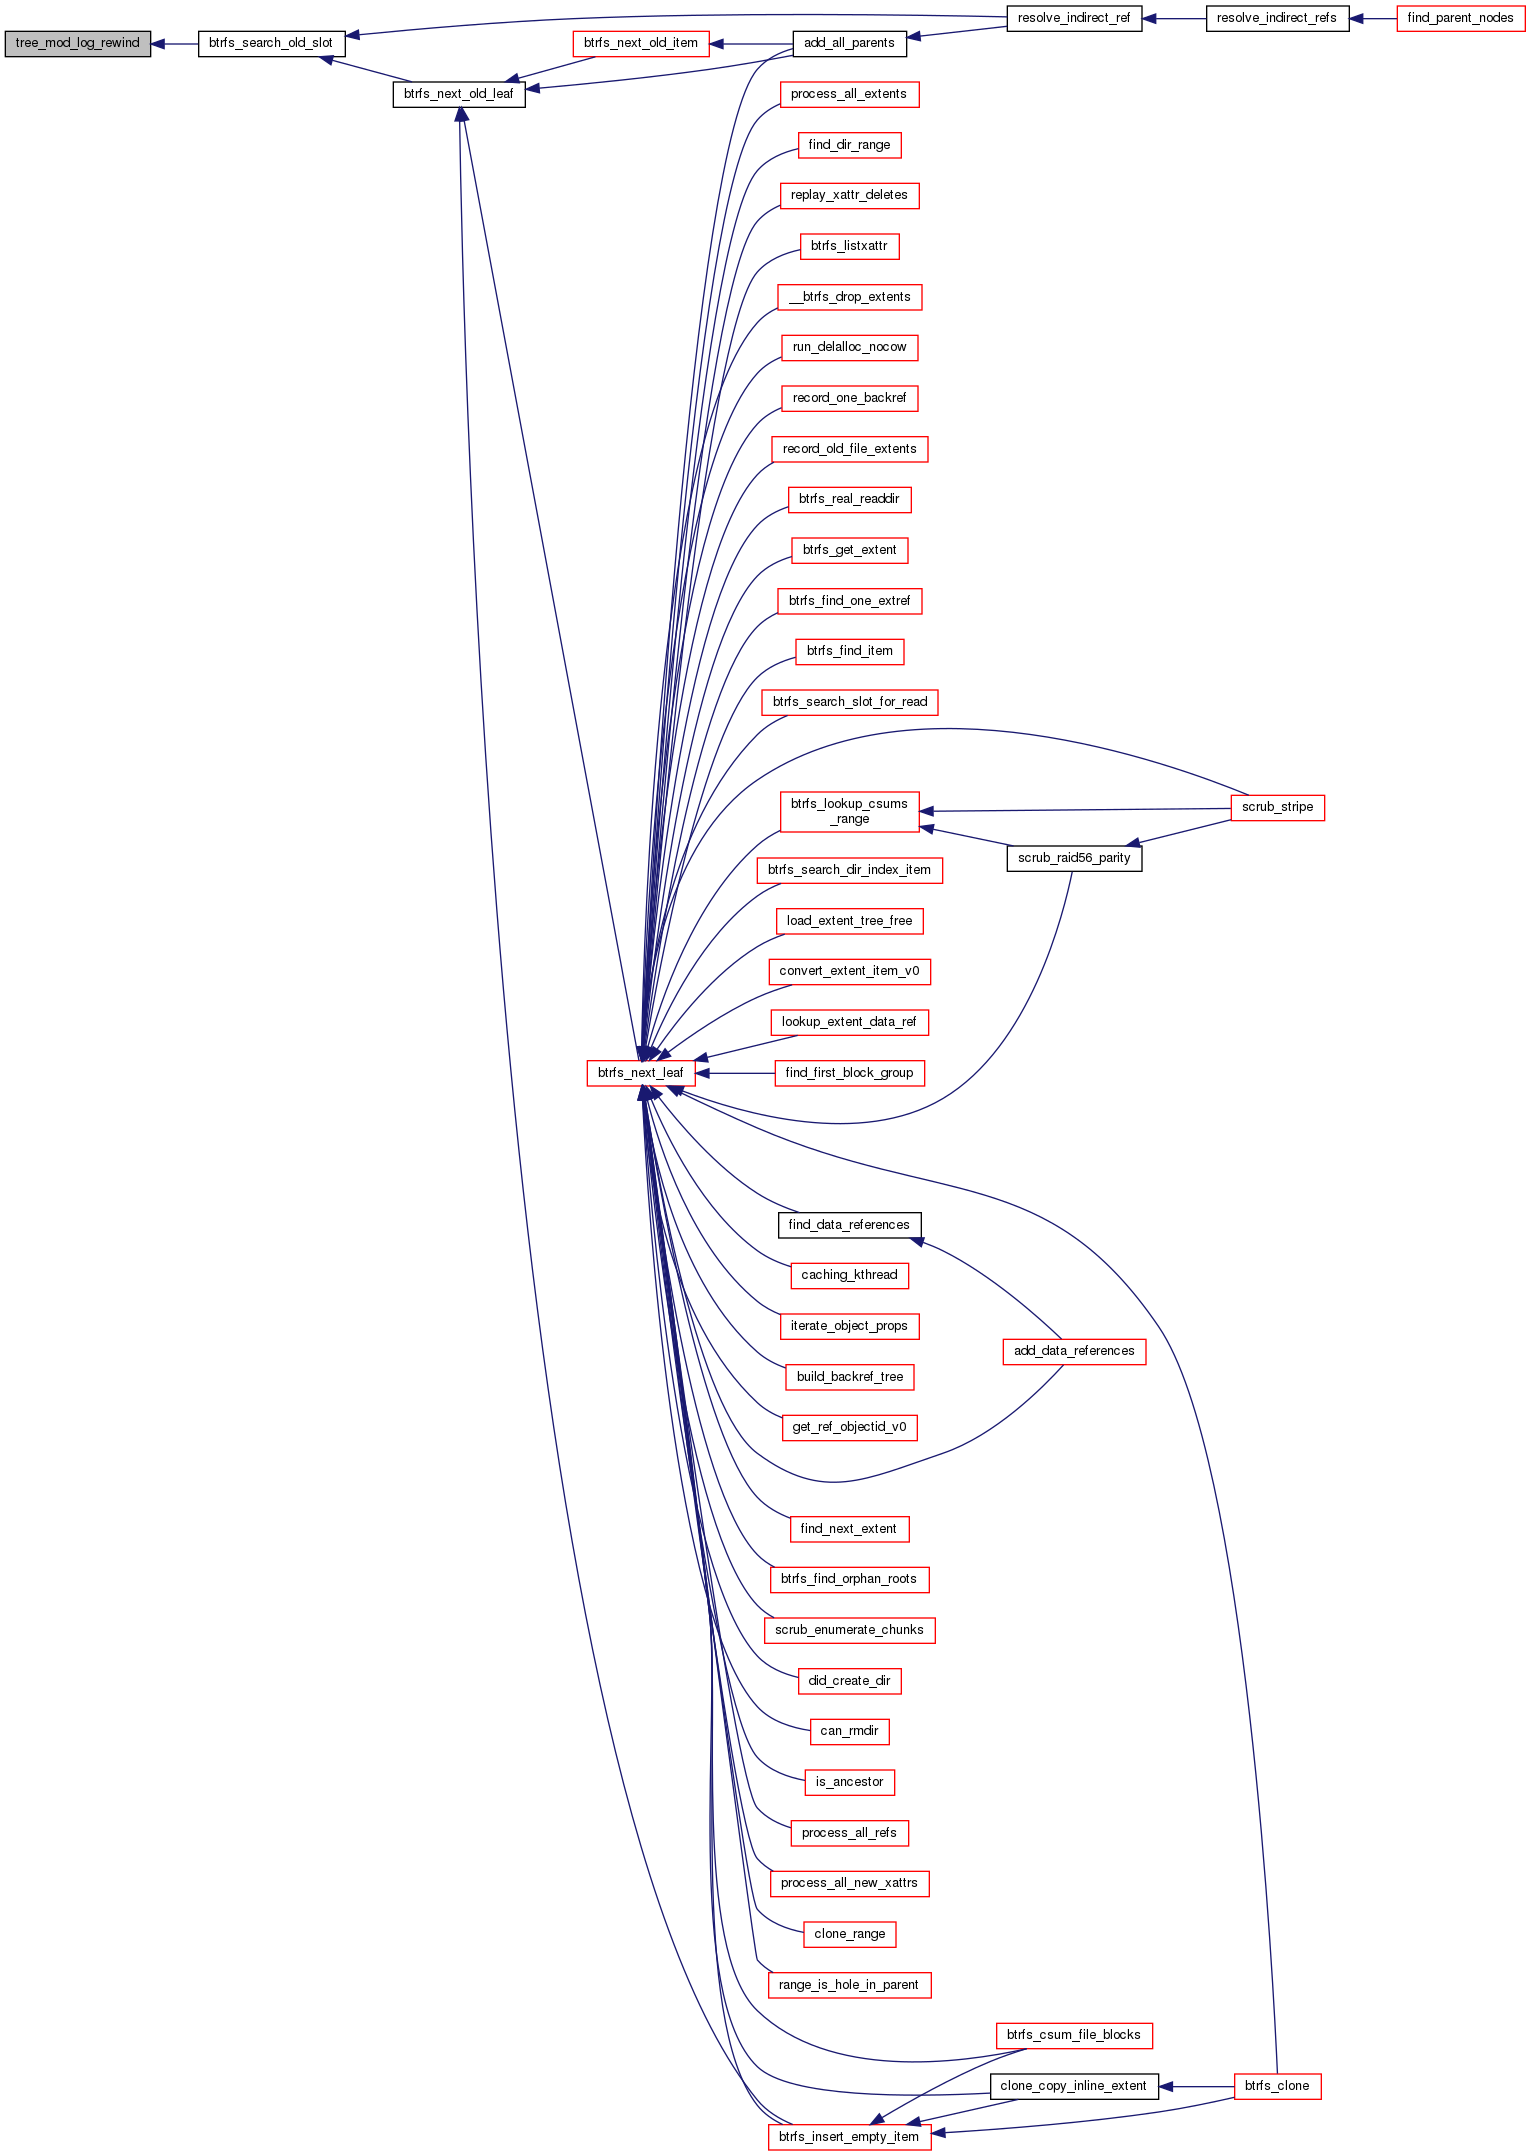 tree_mod_log_rewind
btrfs_search_old_slot
btrfs_next_old_leaf
btrfs_next_old_item
add_all_parents
resolve_indirect_ref
resolve_indirect_refs
find_parent_nodes
process_all_extents
find_dir_range
replay_xattr_deletes
btrfs_listxattr
__btrfs_drop_extents
run_delalloc_nocow
record_one_backref
record_old_file_extents
btrfs_real_readdir
btrfs_get_extent
btrfs_find_one_extref
btrfs_find_item
btrfs_search_slot_for_read
btrfs_lookup_csums
_range
scrub_stripe
scrub_raid56_parity
btrfs_search_dir_index_item
load_extent_tree_free
convert_extent_item_v0
lookup_extent_data_ref
btrfs_next_leaf
find_first_block_group
find_data_references
caching_kthread
iterate_object_props
add_data_references
build_backref_tree
get_ref_objectid_v0
find_next_extent
btrfs_find_orphan_roots
scrub_enumerate_chunks
did_create_dir
can_rmdir
is_ancestor
process_all_refs
process_all_new_xattrs
clone_range
range_is_hole_in_parent
btrfs_csum_file_blocks
clone_copy_inline_extent
btrfs_clone
btrfs_insert_empty_item